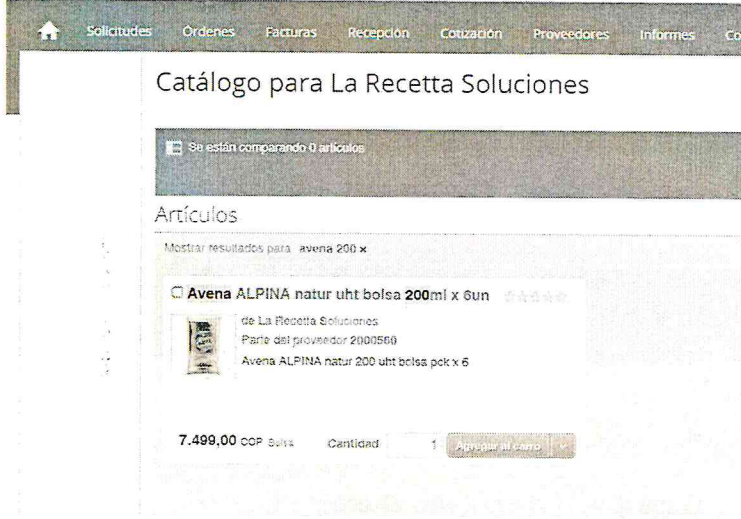 Solicitudes Órdenes Facturas Recepción Cotización Proveedores Informes Co
Catálogo para La Recetta Soluciones
Se están comparando 0 artículos
Artículos
Mostrar resultados para avena 200 x
Avena ALPINA natur uht bolsa 200ml x 6un
de La Recetta Soluciones
Parte del proveedor 2000560
Avena ALPINA natur 200 uht bolsa pck x 6
7.499,00 COP Cantidad 1 Agregar al carro